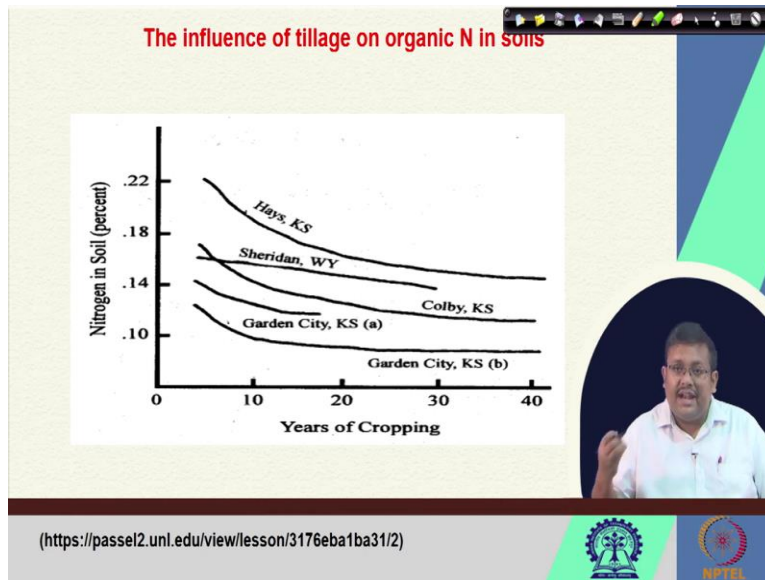 The influence of tillage on organic N in soils
Nitrogen in Soil (percent)
.22
.18
.14
.10
Hays, KS
Sheridan, WY
Colby, KS
Garden City, KS (a)
Garden City, KS (b)
0 10 20 30 40
Years of Cropping
(https://passel2.unl.edu/view/lesson/3176eba1ba31/2)
NPTEL